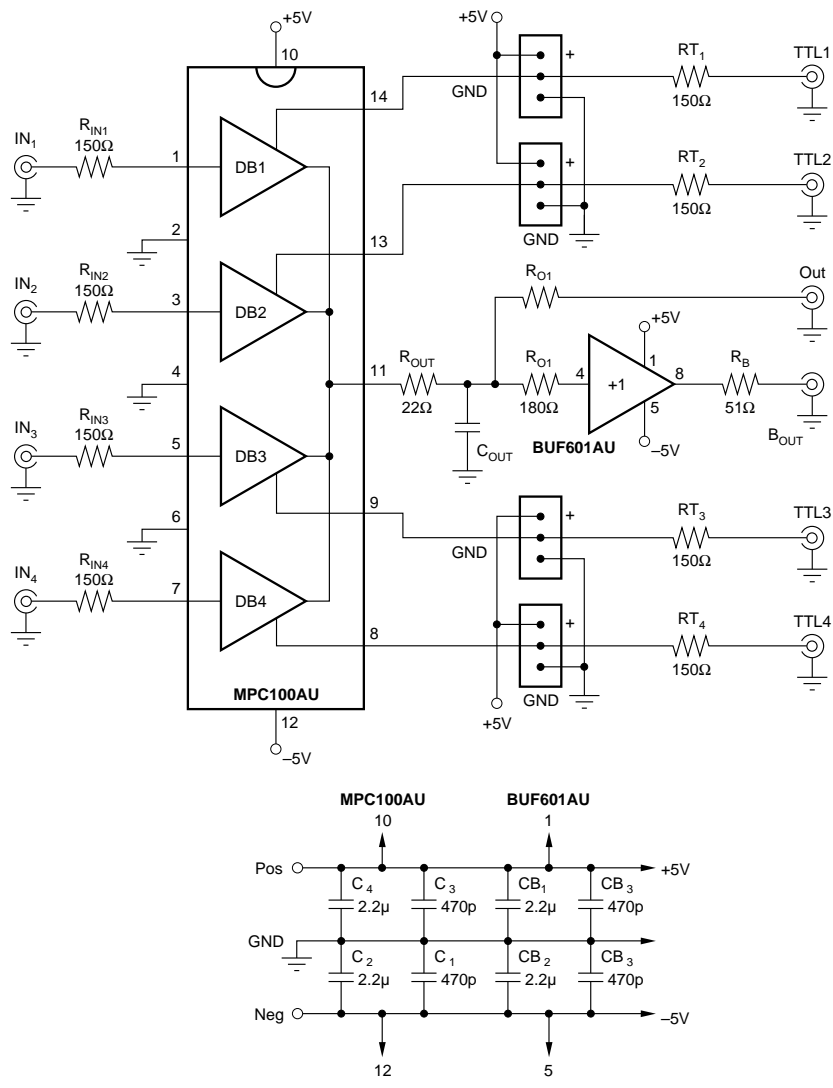 +5V
10
+5V
+
GND
RT1
150Ω
TTL1
14
IN1
RIN1
150Ω
1
DB1
+
GND
RT2
150Ω
TTL2
2
13
IN2
RIN2
150Ω
3
DB2
RO1
Out
+5V
4
11
ROUT
22Ω
RO1
180Ω
4
+1
1
8
5
RB
51Ω
BOUT
COUT
–5V
BUF601AU
IN3
RIN3
150Ω
5
DB3
9
+
GND
RT3
150Ω
TTL3
6
IN4
RIN4
150Ω
7
DB4
8
+
GND
RT4
150Ω
TTL4
MPC100AU
+5V
12
–5V
MPC100AU
BUF601AU
10
1
Pos
+5V
C4
2.2µ
C3
470p
CB1
2.2µ
CB3
470p
GND
C2
2.2µ
C1
470p
CB2
2.2µ
CB3
470p
Neg
–5V
12
5